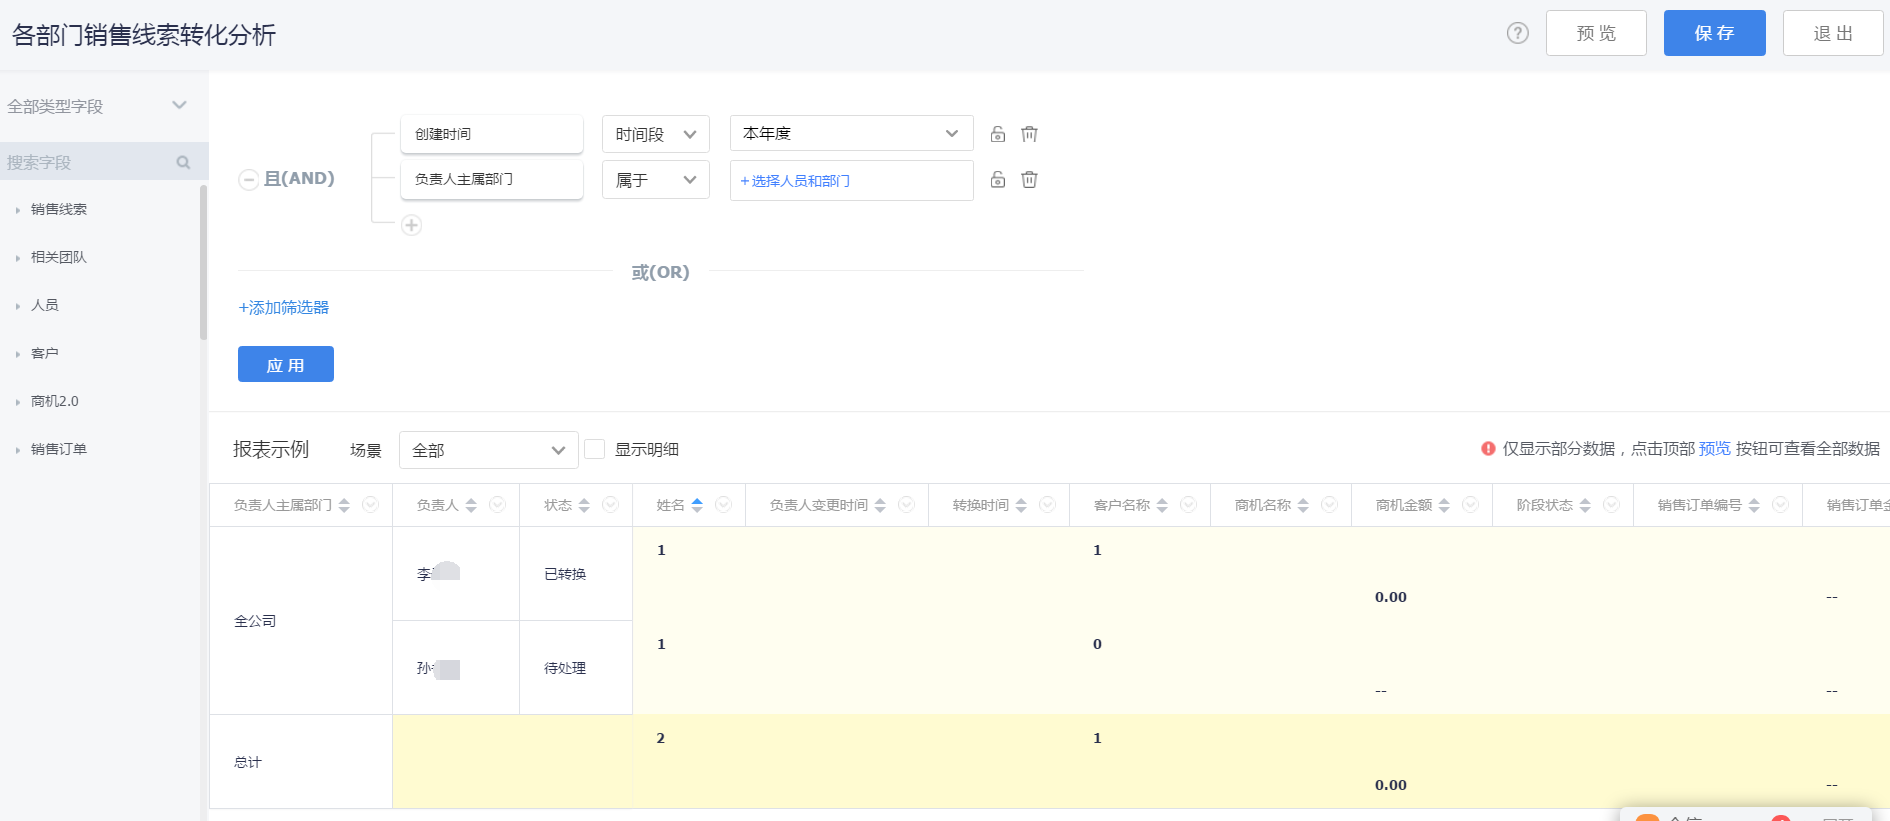 各部门销售线索转化分析
? 预 览 保 存 退 出
全部类型字段
搜索字段
销售线索
相关团队
人员
客户
商机2.0
销售订单
创建时间 时间段 本年度
且(AND)
负责人主属部门 属于 +选择人员和部门
或(OR)
+添加筛选器
应 用
报表示例 场景 全部 显示明细 仅显示部分数据，点击顶部 预览 按钮可查看全部数据
负责人主属部门 负责人 状态 姓名 负责人变更时间 转换时间 客户名称 商机名称 商机金额 阶段状态 销售订单编号 销售订单金
1 1
李 已转换
0.00 --
全公司
1 0
孙 待处理
-- --
2 1
总计
0.00 --